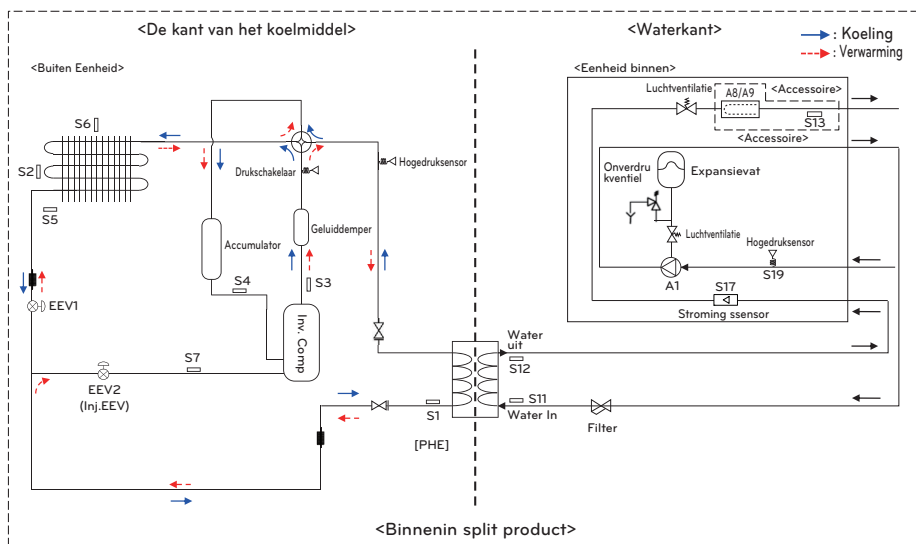 <De kant van het koelmiddel>
<Waterkant>
: Koeling
: Verwarming
<Buiten Eenheid>
<Eenheid binnen>
Luchtventilatie
A8/A9
<Accessoire>
S13
<Accessoire>
S6
S2
S5
Drukschakelaar
Hogedruksensor
Onverdru
kventiel
Expansievat
Accumulator
Geluiddemper
Luchtventilatie
Hogedruksensor
S19
A1
S4
S3
S17
Stroming ssensor
EEV1
Inv. Comp
Water
uit
S12
S7
EEV2
(Inj.EEV)
S1
S11
Water In
Filter
[PHE]
<Binnenin split product>